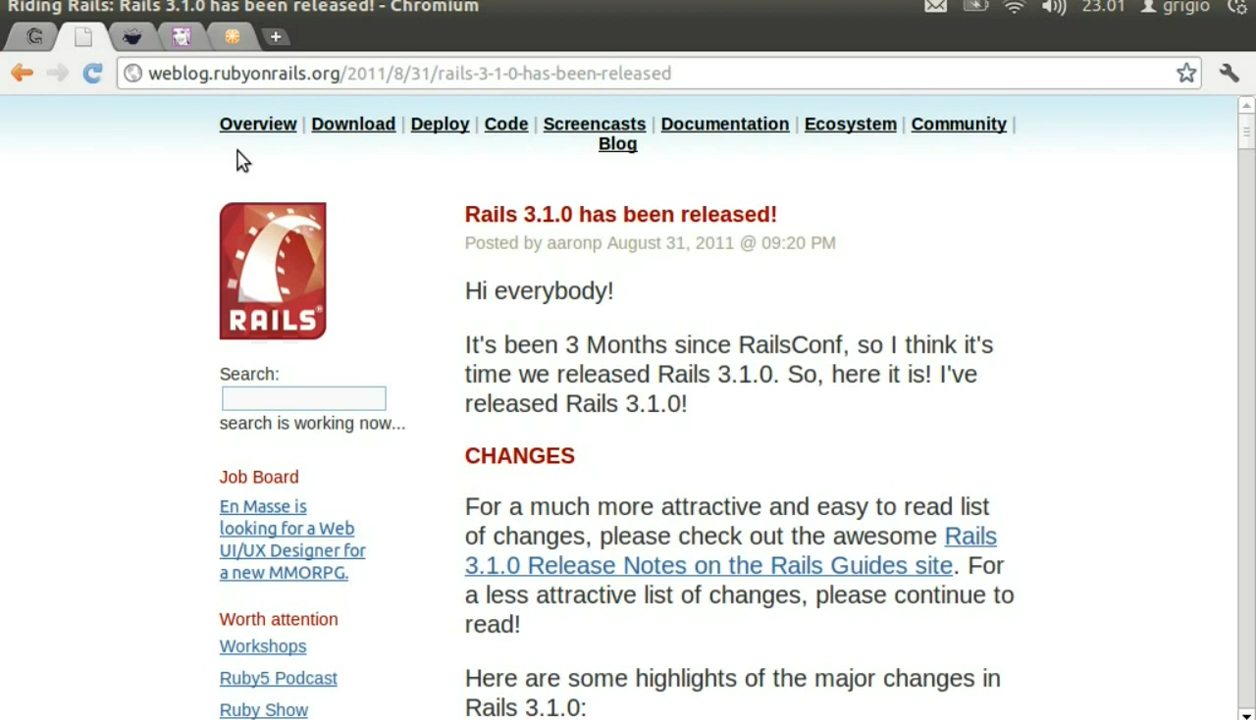 Riding Rails: Rails 3.1.0 has been released! - Chromium
23.01 grigio
weblog.rubyonrails.org/2011/8/31/rails-3-1-0-has-been-released
Overview | Download | Deploy | Code | Screencasts | Documentation | Ecosystem | Community |
Blog
RAILS®
Search:
search is working now...
Job Board
En Masse is
looking for a Web
UI/UX Designer for
a new MMORPG.
Worth attention
Workshops
Ruby5 Podcast
Ruby Show
Rails 3.1.0 has been released!
Posted by aaronp August 31, 2011 @ 09:20 PM
Hi everybody!
It's been 3 Months since RailsConf, so I think it's
time we released Rails 3.1.0. So, here it is! I've
released Rails 3.1.0!
CHANGES
For a much more attractive and easy to read list
of changes, please check out the awesome Rails
3.1.0 Release Notes on the Rails Guides site. For
a less attractive list of changes, please continue to
read!
Here are some highlights of the major changes in
Rails 3.1.0: